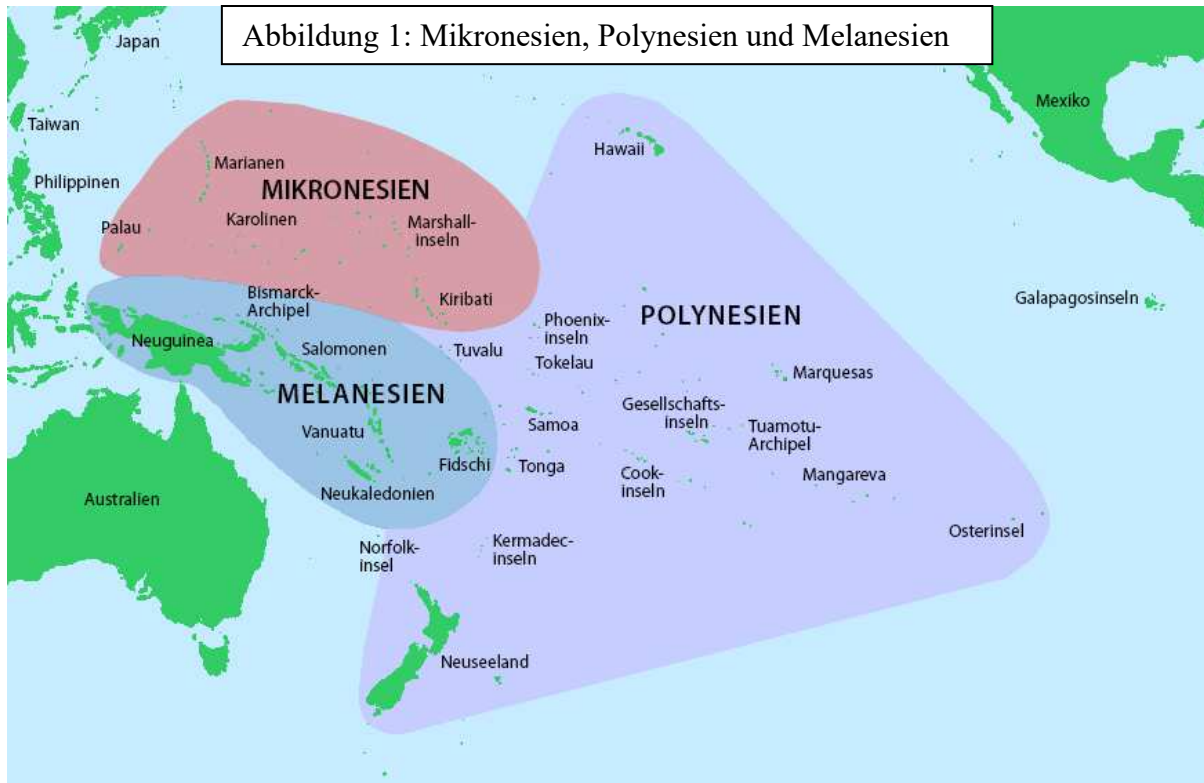 Abbildung 1: Mikronesien, Polynesien und Melanesien
Japan
Mexiko
Taiwan
Hawaii
Marianen
Philippinen
MIKRONESIEN
Karolinen
Palau
Marshall-
inseln
Bismarck-
Archipel
Kiribati
Galapagosinseln
Phoenix-
inseln
POLYNESIEN
Neuguinea
Salomonen
Tuvalu
Tokelau
Marquesas
MELANESIEN
Gesellschafts-
inseln
Samoa
Tuamotu-
Archipel
Vanuatu
Fidschi
Tonga
Cook-
inseln
Mangareva
Neukaledonien
Australien
Osterinsel
Norfolk-
insel
Kermadec-
inseln
Neuseeland